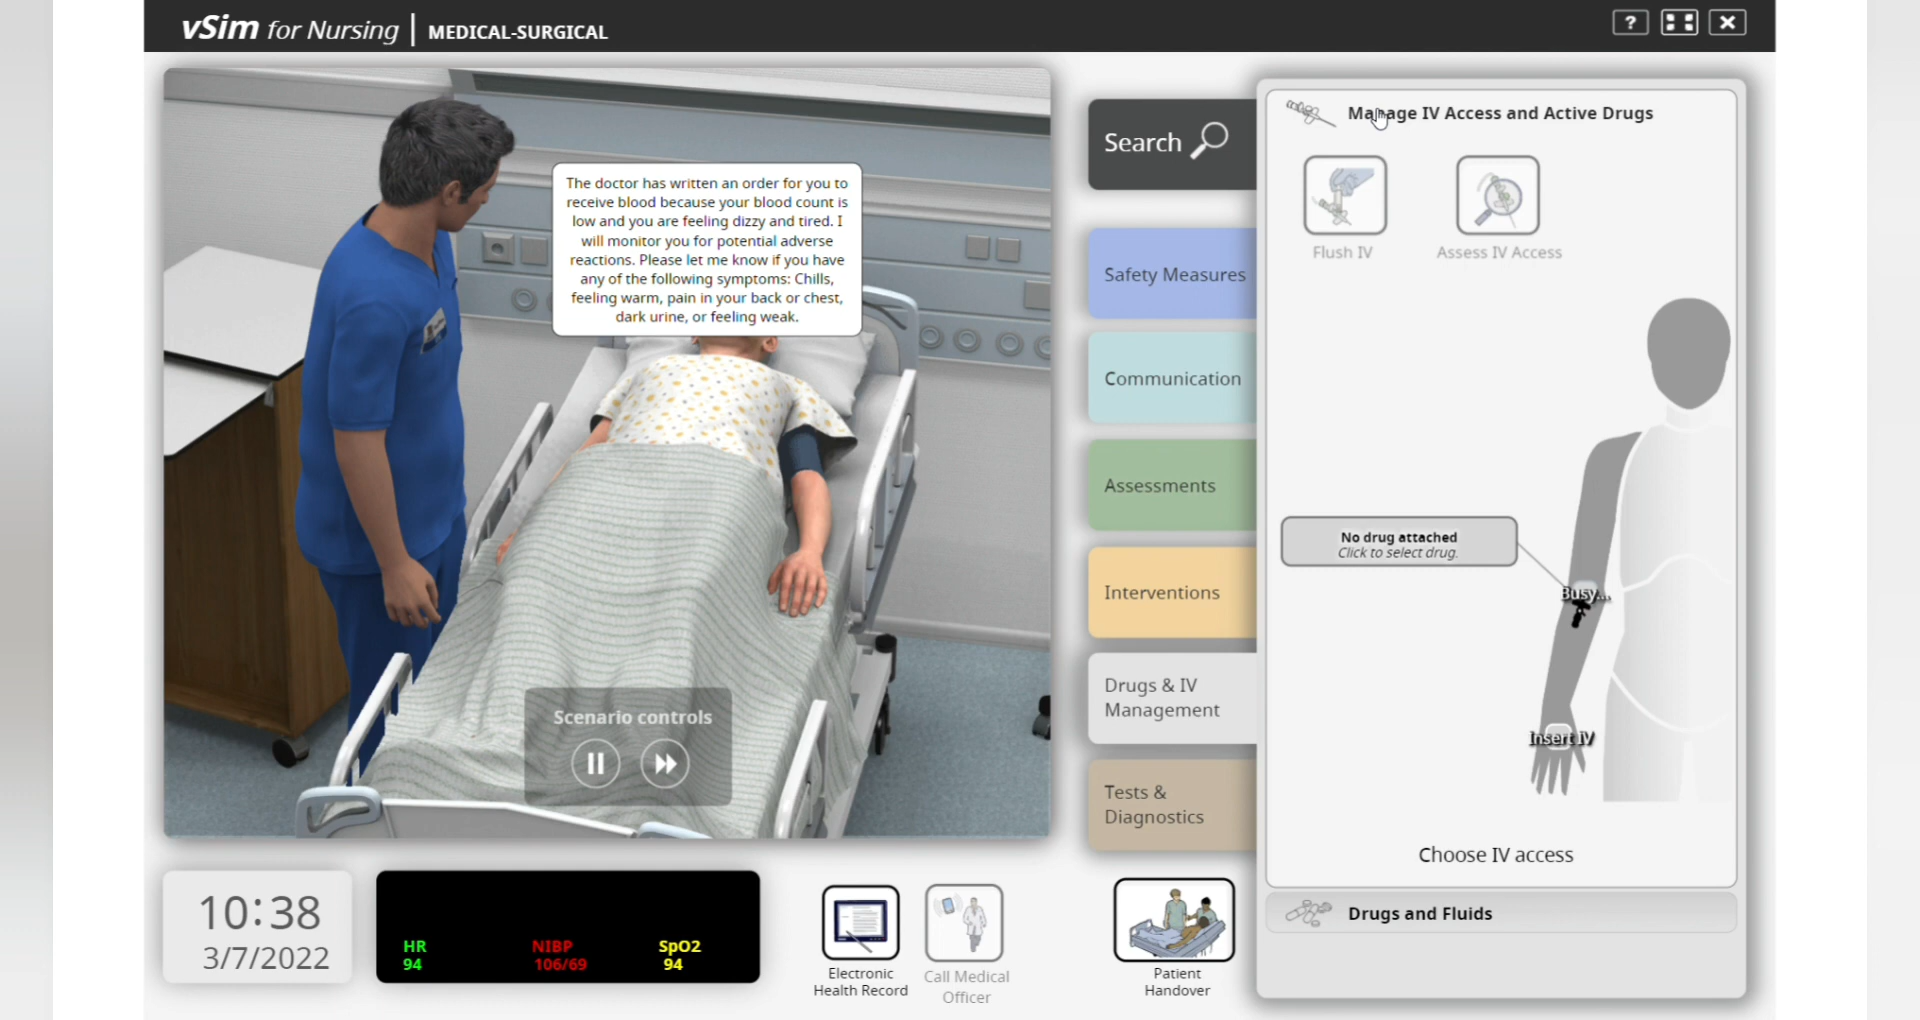 vSim for Nursing | MEDICAL-SURGICAL
?
The doctor has written an order for you to
receive blood because your blood count is
low and you are feeling dizzy and tired. I
will monitor you for potential adverse
reactions. Please let me know if you have
any of the following symptoms: Chills,
feeling warm, pain in your back or chest,
dark urine, or feeling weak.
Scenario controls
10:38
3/7/2022
HR
94
NIBP
106/69
SpO2
94
Electronic
Health Record
Call Medical
Officer
Patient
Handover
Search
Safety Measures
Communication
Assessments
Interventions
Drugs & IV
Management
Tests &
Diagnostics
Manage IV Access and Active Drugs
Flush IV
Assess IV Access
No drug attached
Click to select drug.
Busy...
Insert IV
Choose IV access
Drugs and Fluids